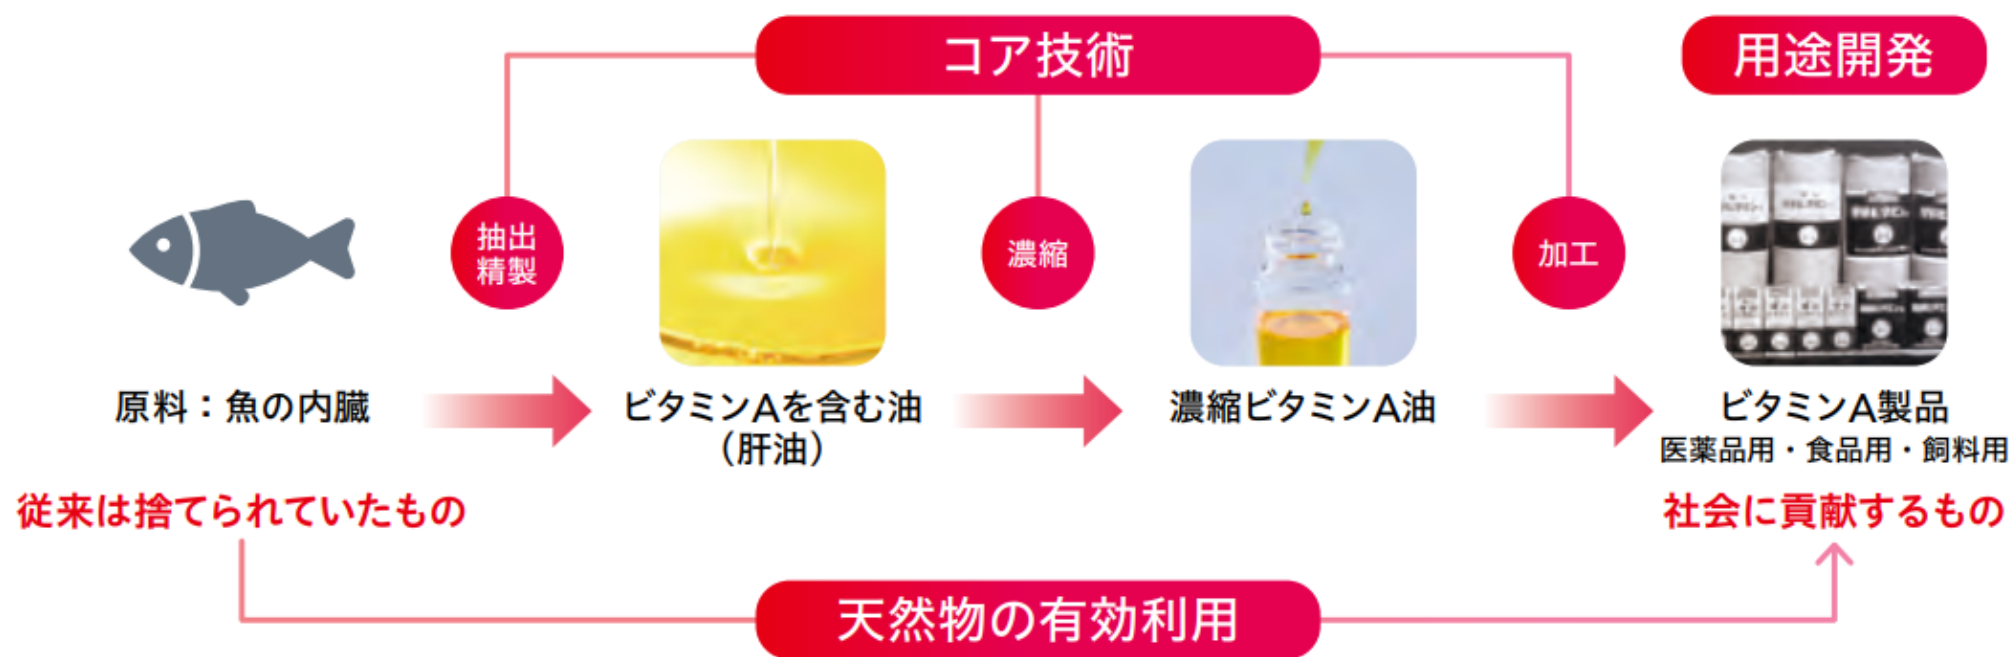 コア技術
用途開発
抽出
精製
濃縮
加工
原料：魚の内臓
ビタミンAを含む油
（肝油）
濃縮ビタミンA油
ビタミンA製品
医薬品用・食品用・飼料用
従来は捨てられていたもの
社会に貢献するもの
天然物の有効利用